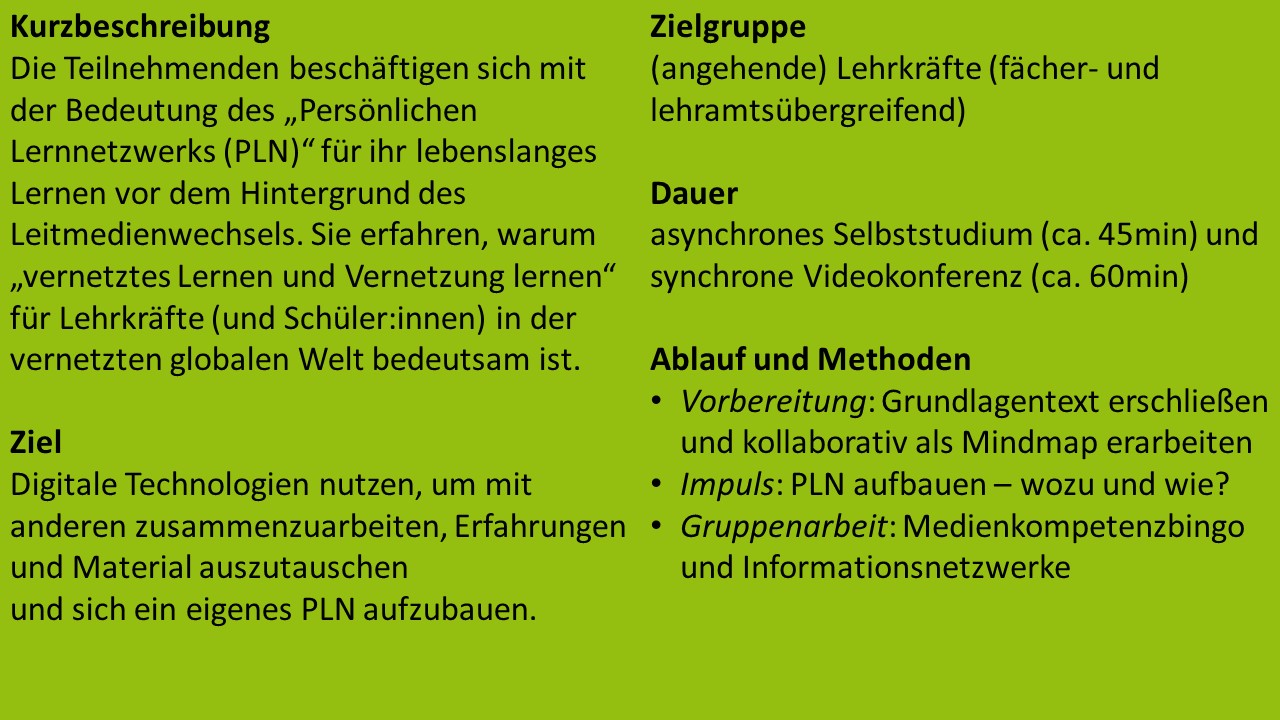 Kurzbeschreibung
Die Teilnehmenden beschäftigen sich mit
der Bedeutung des „Persönlichen
Lernnetzwerks (PLN)“ für ihr lebenslanges
Lernen vor dem Hintergrund des
Leitmedienwechsels. Sie erfahren, warum
„vernetztes Lernen und Vernetzung lernen“
für Lehrkräfte (und Schüler:innen) in der
vernetzten globalen Welt bedeutsam ist.
Ziel
Digitale Technologien nutzen, um mit
anderen zusammenzuarbeiten, Erfahrungen
und Material auszutauschen
und sich ein eigenes PLN aufzubauen.
Zielgruppe
(angehende) Lehrkräfte (fächer- und
lehramtsübergreifend)
Dauer
asynchrones Selbststudium (ca. 45min) und
synchrone Videokonferenz (ca. 60min)
Ablauf und Methoden
• Vorbereitung: Grundlagentext erschließen
und kollaborativ als Mindmap erarbeiten
• Impuls: PLN aufbauen – wozu und wie?
• Gruppenarbeit: Medienkompetenzbingo
und Informationsnetzwerke